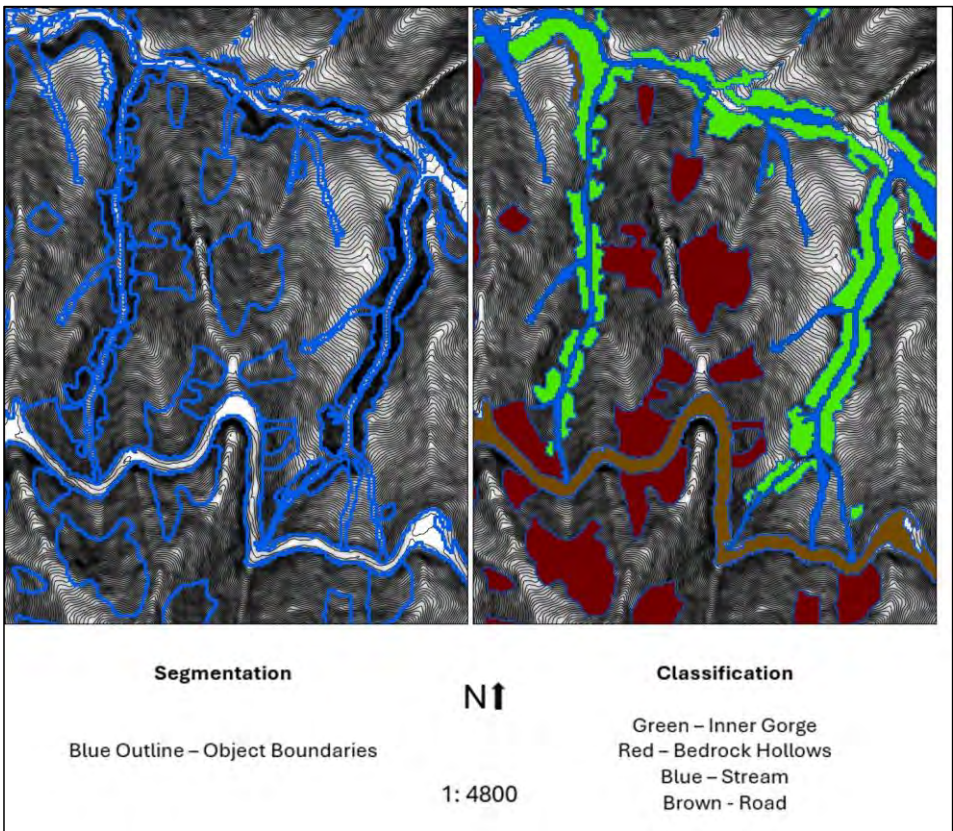 Segmentation
Blue Outline – Object Boundaries
N
1: 4800
Classification
Green – Inner Gorge
Red – Bedrock Hollows
Blue – Stream
Brown - Road